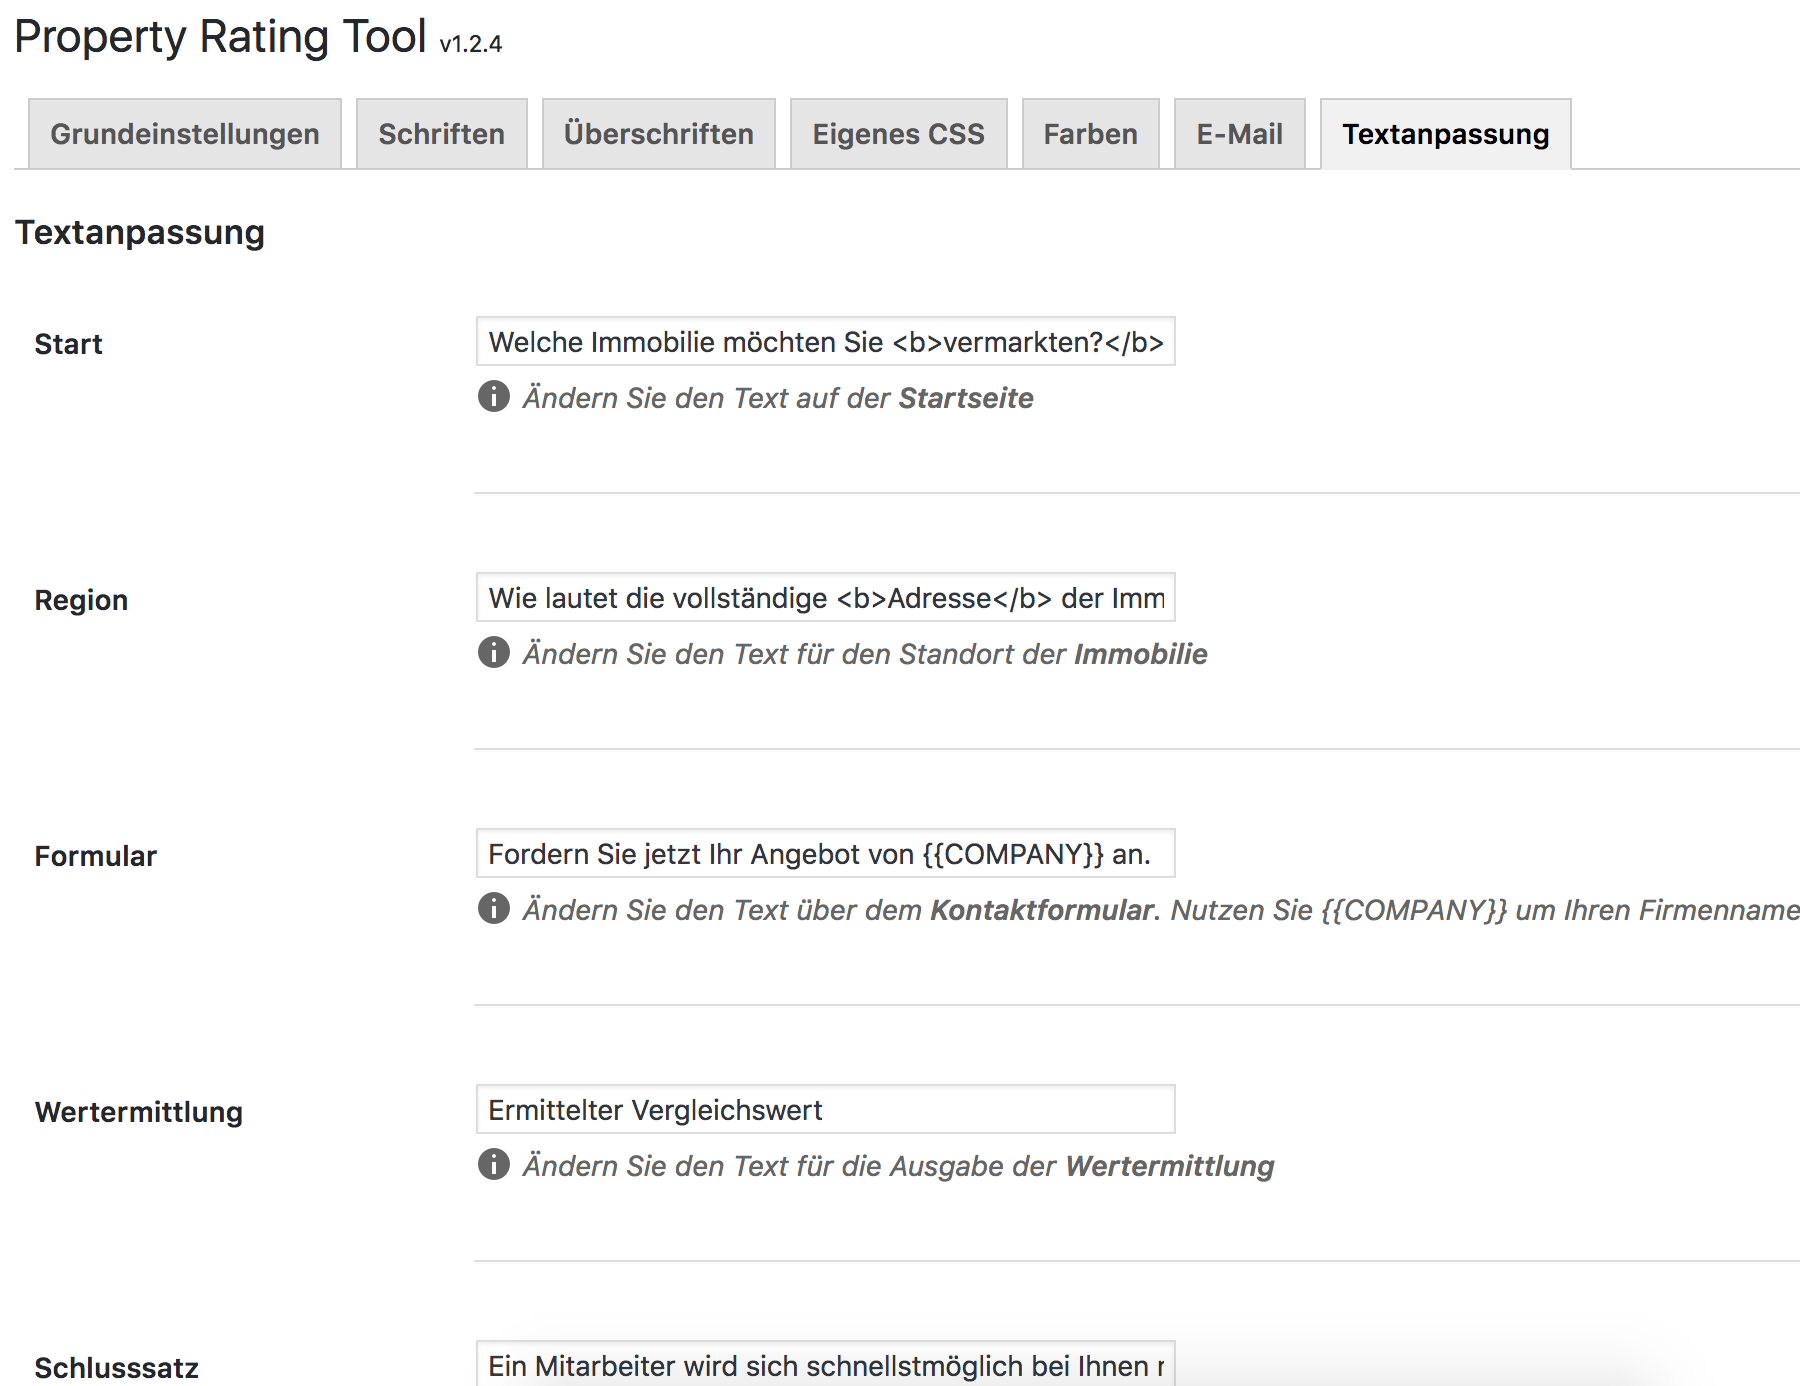 Property Rating Tool v1.2.4
Grundeinstellungen Schriften Überschriften Eigenes CSS Farben E-Mail Textanpassung
Textanpassung
Start
Welche Immobilie möchten Sie <b>vermarkten?</b>
Ändern Sie den Text auf der Startseite
Region
Wie lautet die vollständige <b>Adresse</b> der Imm
Ändern Sie den Text für den Standort der Immobilie
Formular
Fordern Sie jetzt Ihr Angebot von {{COMPANY}} an.
Ändern Sie den Text über dem Kontaktformular. Nutzen Sie {{COMPANY}} um Ihren Firmenname
Wertermittlung
Ermittelter Vergleichswert
Ändern Sie den Text für die Ausgabe der Wertermittlung
Schlusssatz
Ein Mitarbeiter wird sich schnellstmöglich bei Ihnen